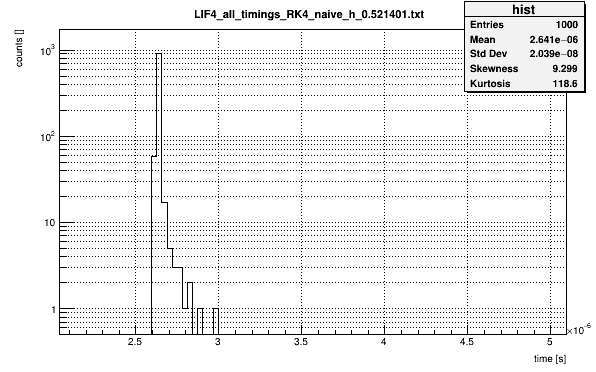 LIF4_all_timings_RK4_naive_h_0.521401.txt
hist
Entries 1000
Mean 2.641e−06
Std Dev 2.039e−08
Skewness 9.299
Kurtosis 118.6
counts []
10³
10²
10
1
2.5 3 3.5 4 4.5 5
×10⁻⁶
time [s]